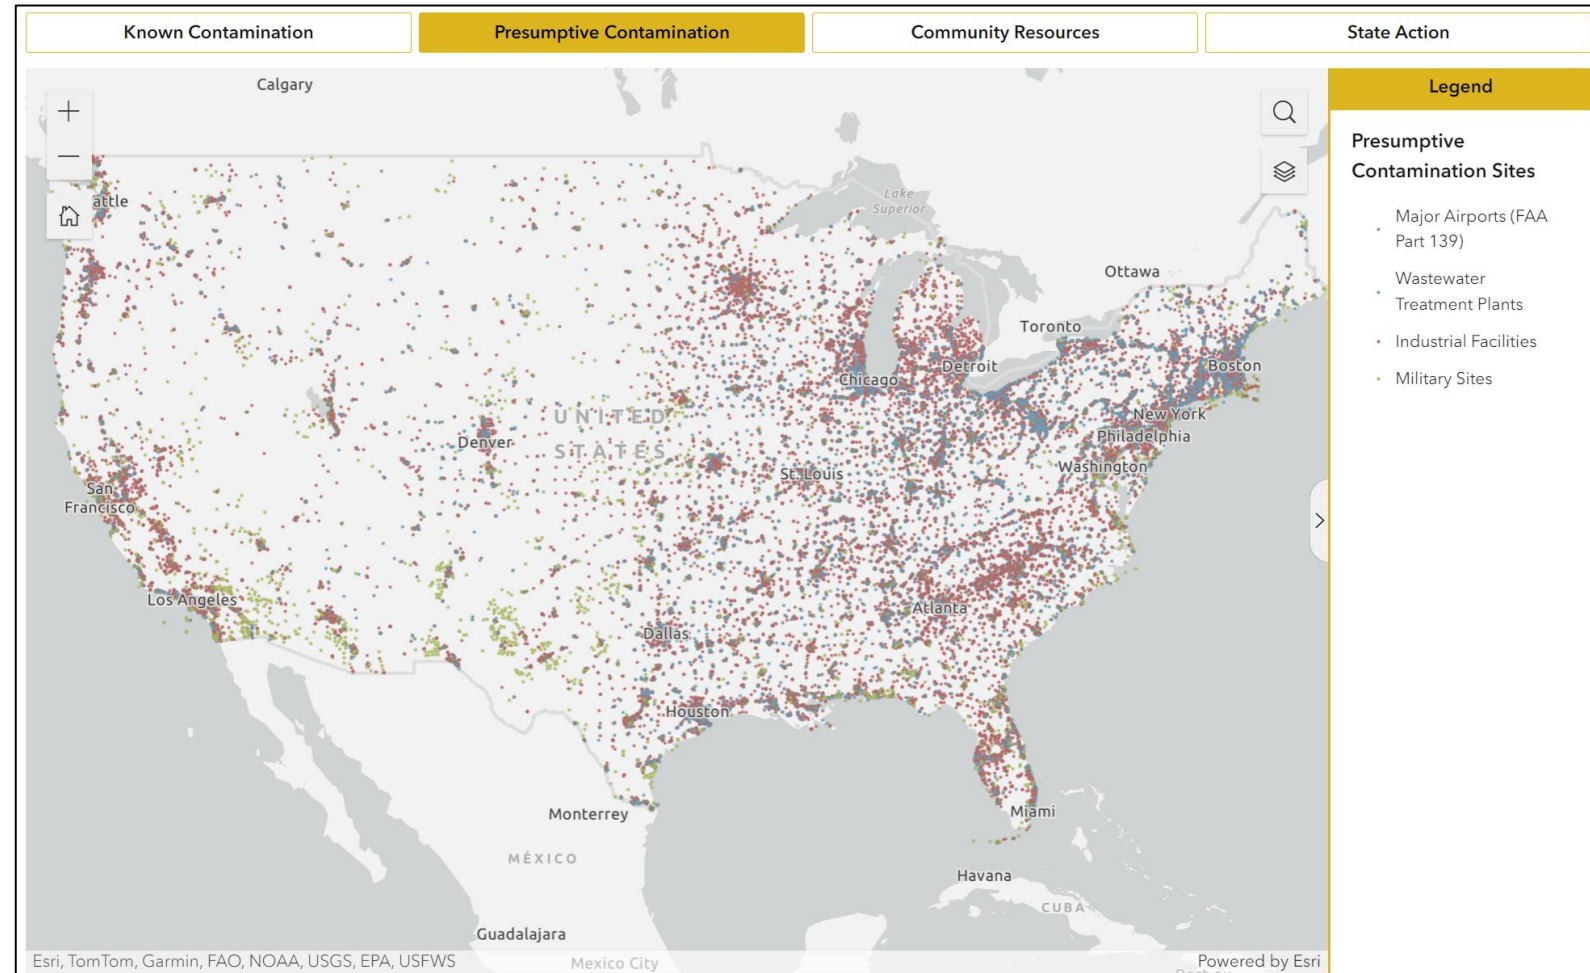 Known Contamination
Presumptive Contamination
Community Resources
State Action
Legend
Presumptive
Contamination Sites
Major Airports (FAA
Part 139)
Wastewater
Treatment Plants
Industrial Facilities
Military Sites
Calgary
attle
Lake
Superior
Ottawa
Toronto
Boston
Detroit
Chicago
New York
Philadelphia
UNITED
STATES
Denver
St. Louis
Washington
San
Francisco
Los Angeles
Atlanta
Dallas
Houston
Monterrey
Miami
MÉXICO
Havana
CUBA
Guadalajara
Mexico City
Esri, TomTom, Garmin, FAO, NOAA, USGS, EPA, USFWS
Powered by Esri